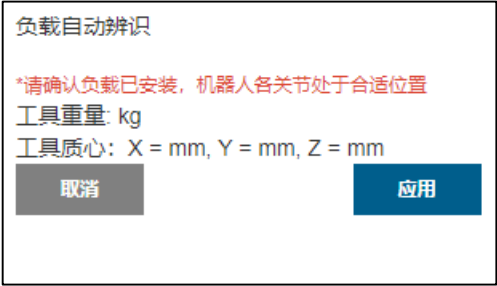 负载自动辨识
*请确认负载已安装，机器人各关节处于合适位置
工具重量: kg
工具质心：X = mm, Y = mm, Z = mm
取消 应用